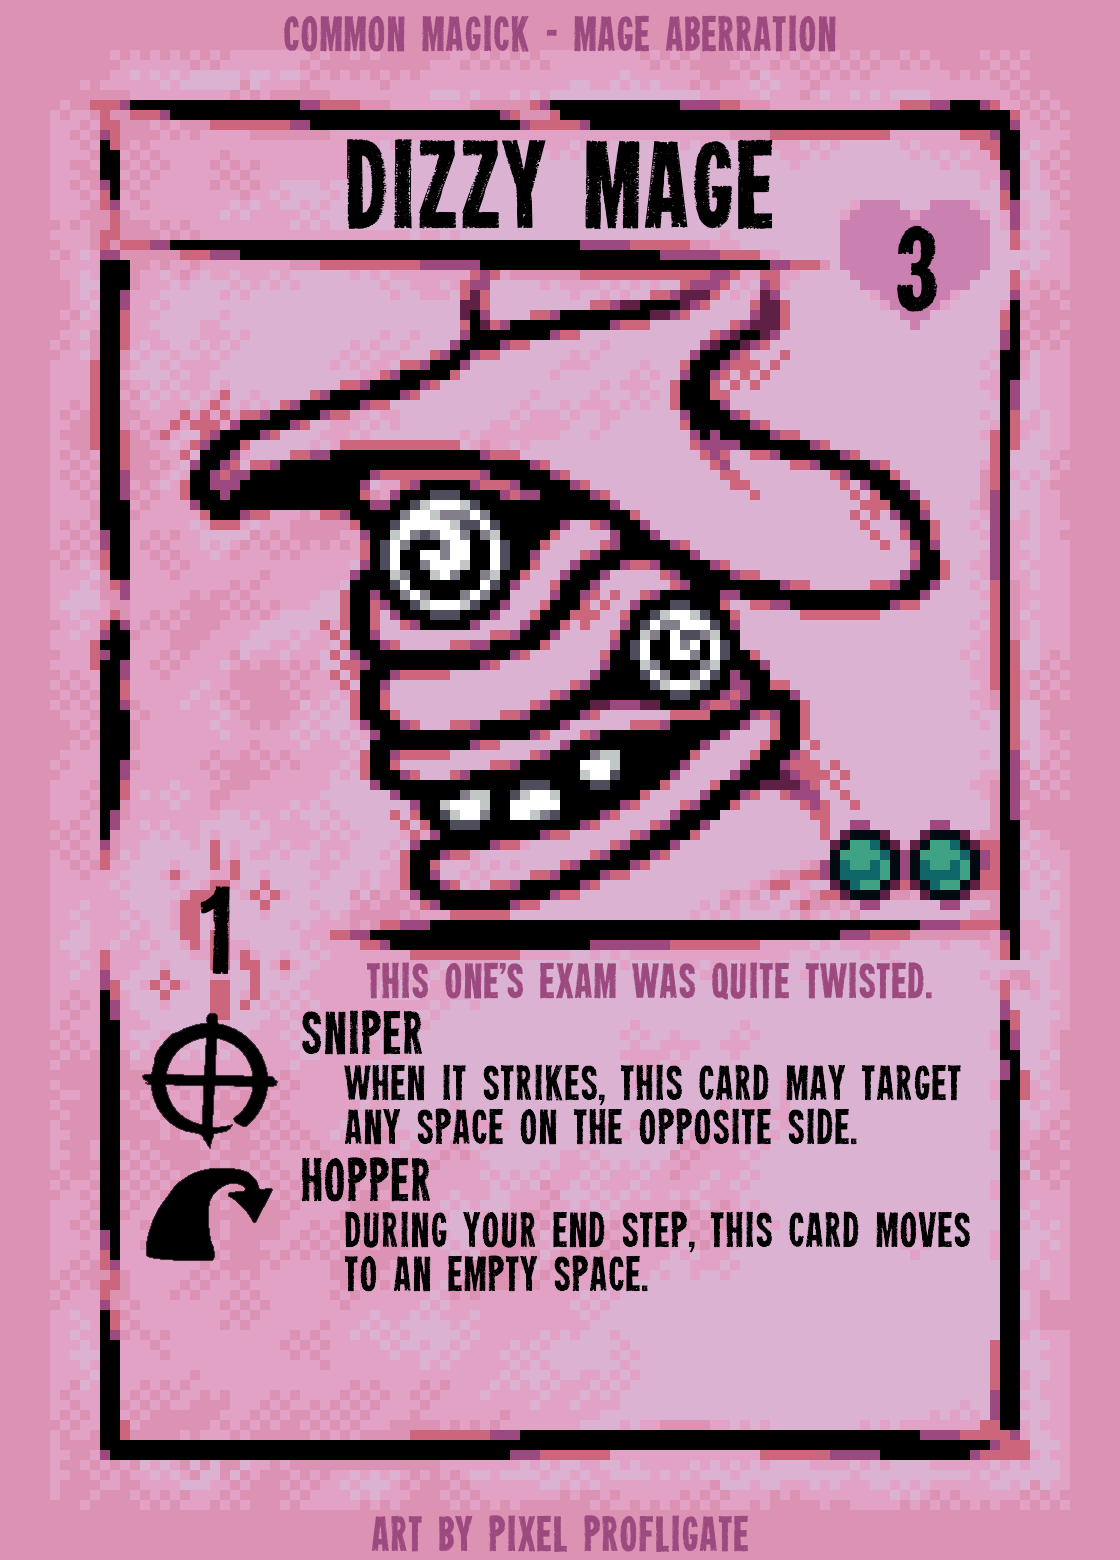 COMMON MAGICK - MAGE ABERRATION
DIZZY MAGE
3
1
THIS ONE'S EXAM WAS QUITE TWISTED.
SNIPER
WHEN IT STRIKES, THIS CARD MAY TARGET
ANY SPACE ON THE OPPOSITE SIDE.
HOPPER
DURING YOUR END STEP, THIS CARD MOVES
TO AN EMPTY SPACE.
ART BY PIXEL PROFLIGATE